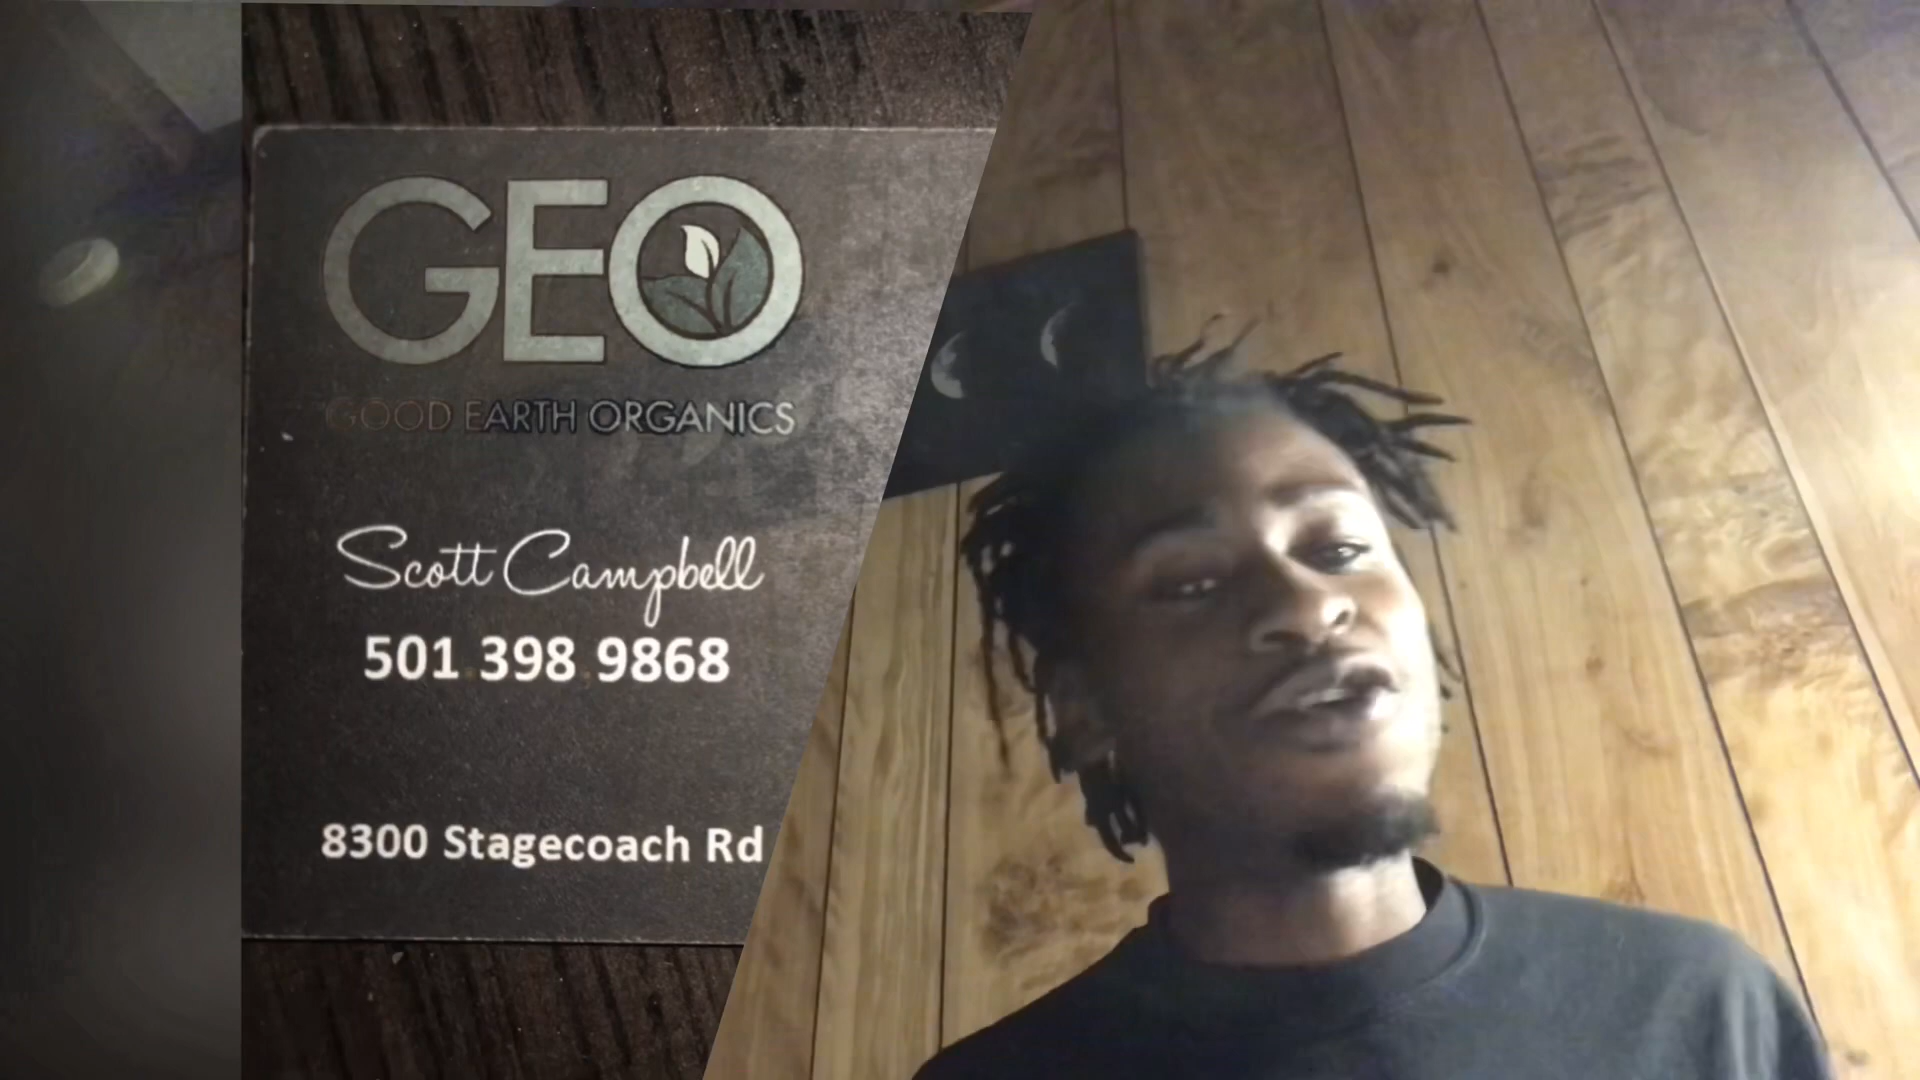 GEO
GOOD EARTH ORGANICS
Scott Campbell
501.398.9868
8300 Stagecoach Rd